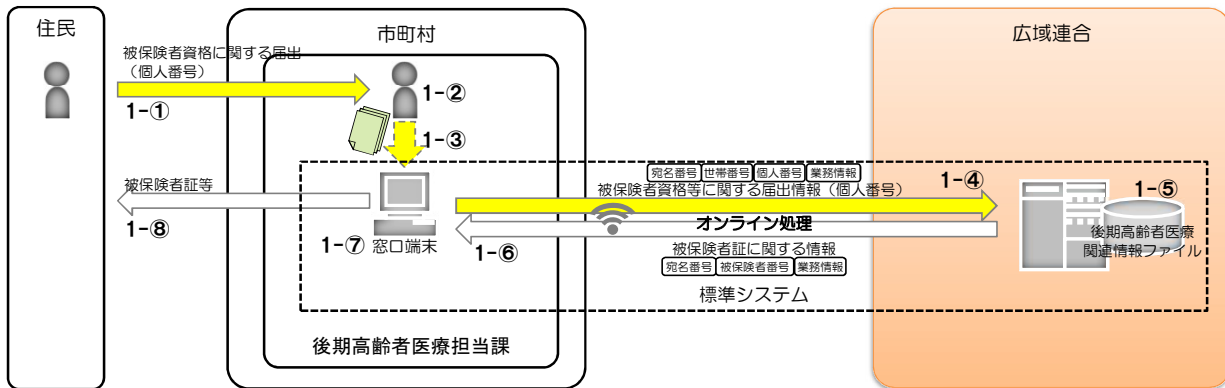 住民
市町村
広域連合
被保険者資格に関する届出
（個人番号）
1-①
1-②
1-③
宛名番号 世帯番号 個人番号 業務情報
被保険者資格等に関する届出情報（個人番号）
1-④
1-⑤
被保険者証等
1-⑧
オンライン処理
1-⑦ 窓口端末
1-⑥
被保険者証に関する情報
宛名番号 被保険者番号 業務情報
後期高齢者医療
関連情報ファイル
標準システム
後期高齢者医療担当課